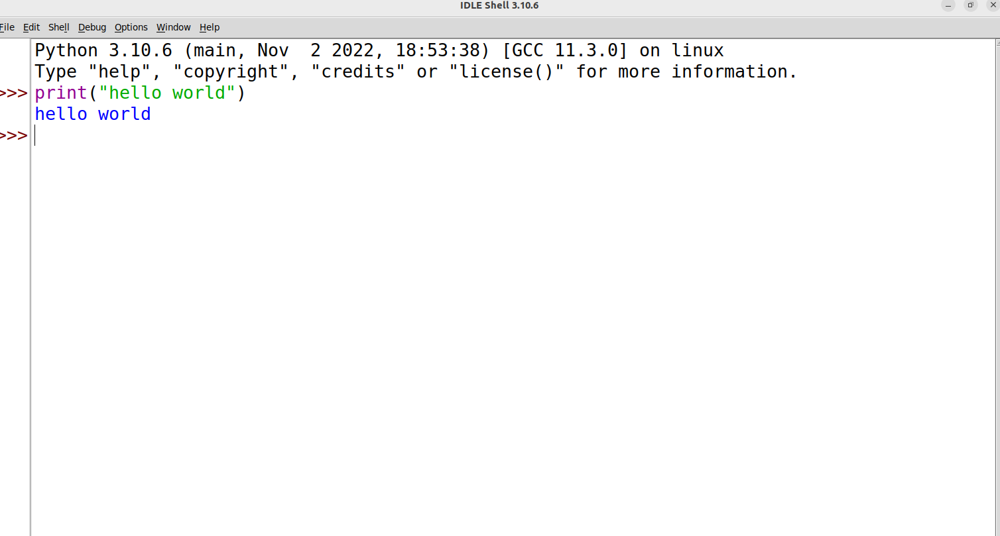 IDLE Shell 3.10.6
File Edit Shell Debug Options Window Help
Python 3.10.6 (main, Nov  2 2022, 18:53:38) [GCC 11.3.0] on linux
Type "help", "copyright", "credits" or "license()" for more information.
>>> print("hello world")
hello world
>>>